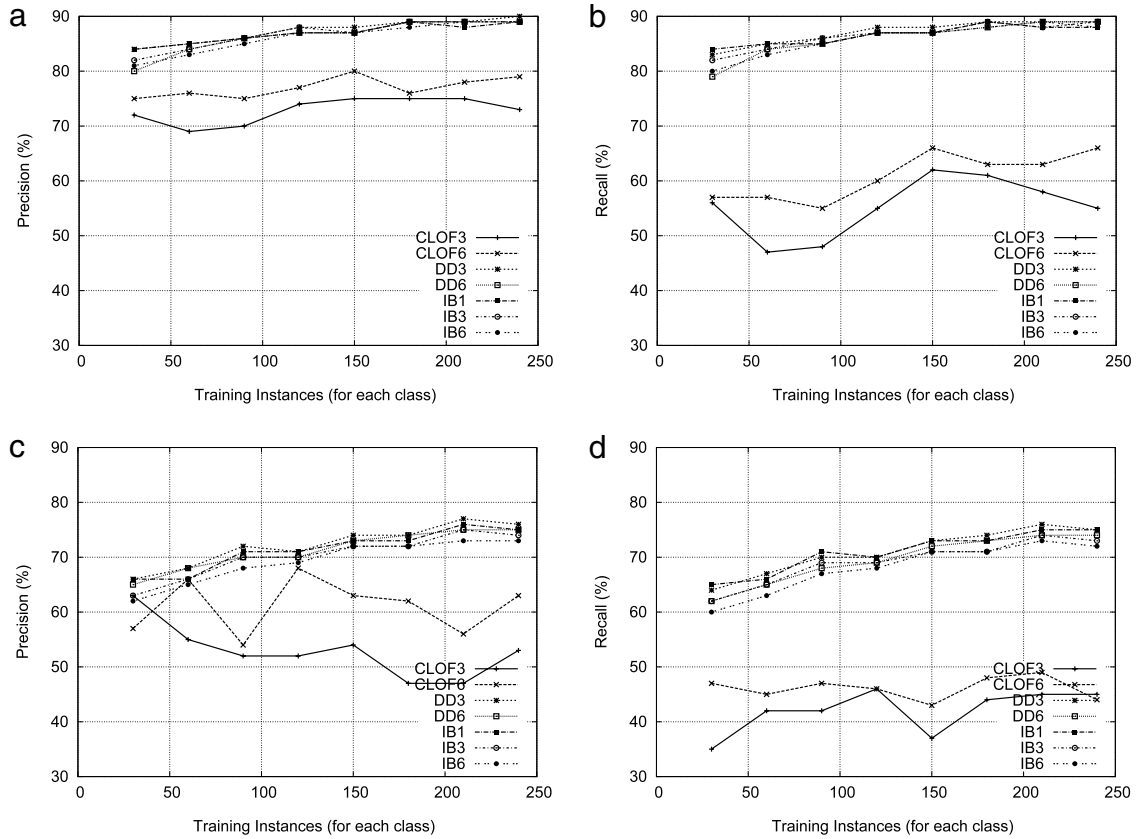 a
90
80
70
60
50
40
30
Precision (%)
0 50 100 150 200 250
Training Instances (for each class)
CLOF3
CLOF6
DD3
DD6
IB1
IB3
IB6
b
90
80
70
60
50
40
30
Recall (%)
0 50 100 150 200 250
Training Instances (for each class)
CLOF3
CLOF6
DD3
DD6
IB1
IB3
IB6
c
90
80
70
60
50
40
30
Precision (%)
0 50 100 150 200 250
Training Instances (for each class)
CLOF3
CLOF6
DD3
DD6
IB1
IB3
IB6
d
90
80
70
60
50
40
30
Recall (%)
0 50 100 150 200 250
Training Instances (for each class)
CLOF3
CLOF6
DD3
DD6
IB1
IB3
IB6